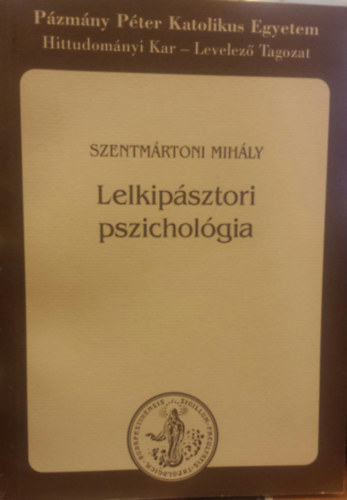 Pázmány Péter Katolikus Egyetem
Hittudományi Kar – Levelező Tagozat
SZENTMÁRTONI MIHÁLY
Lelkipásztori
pszichológia